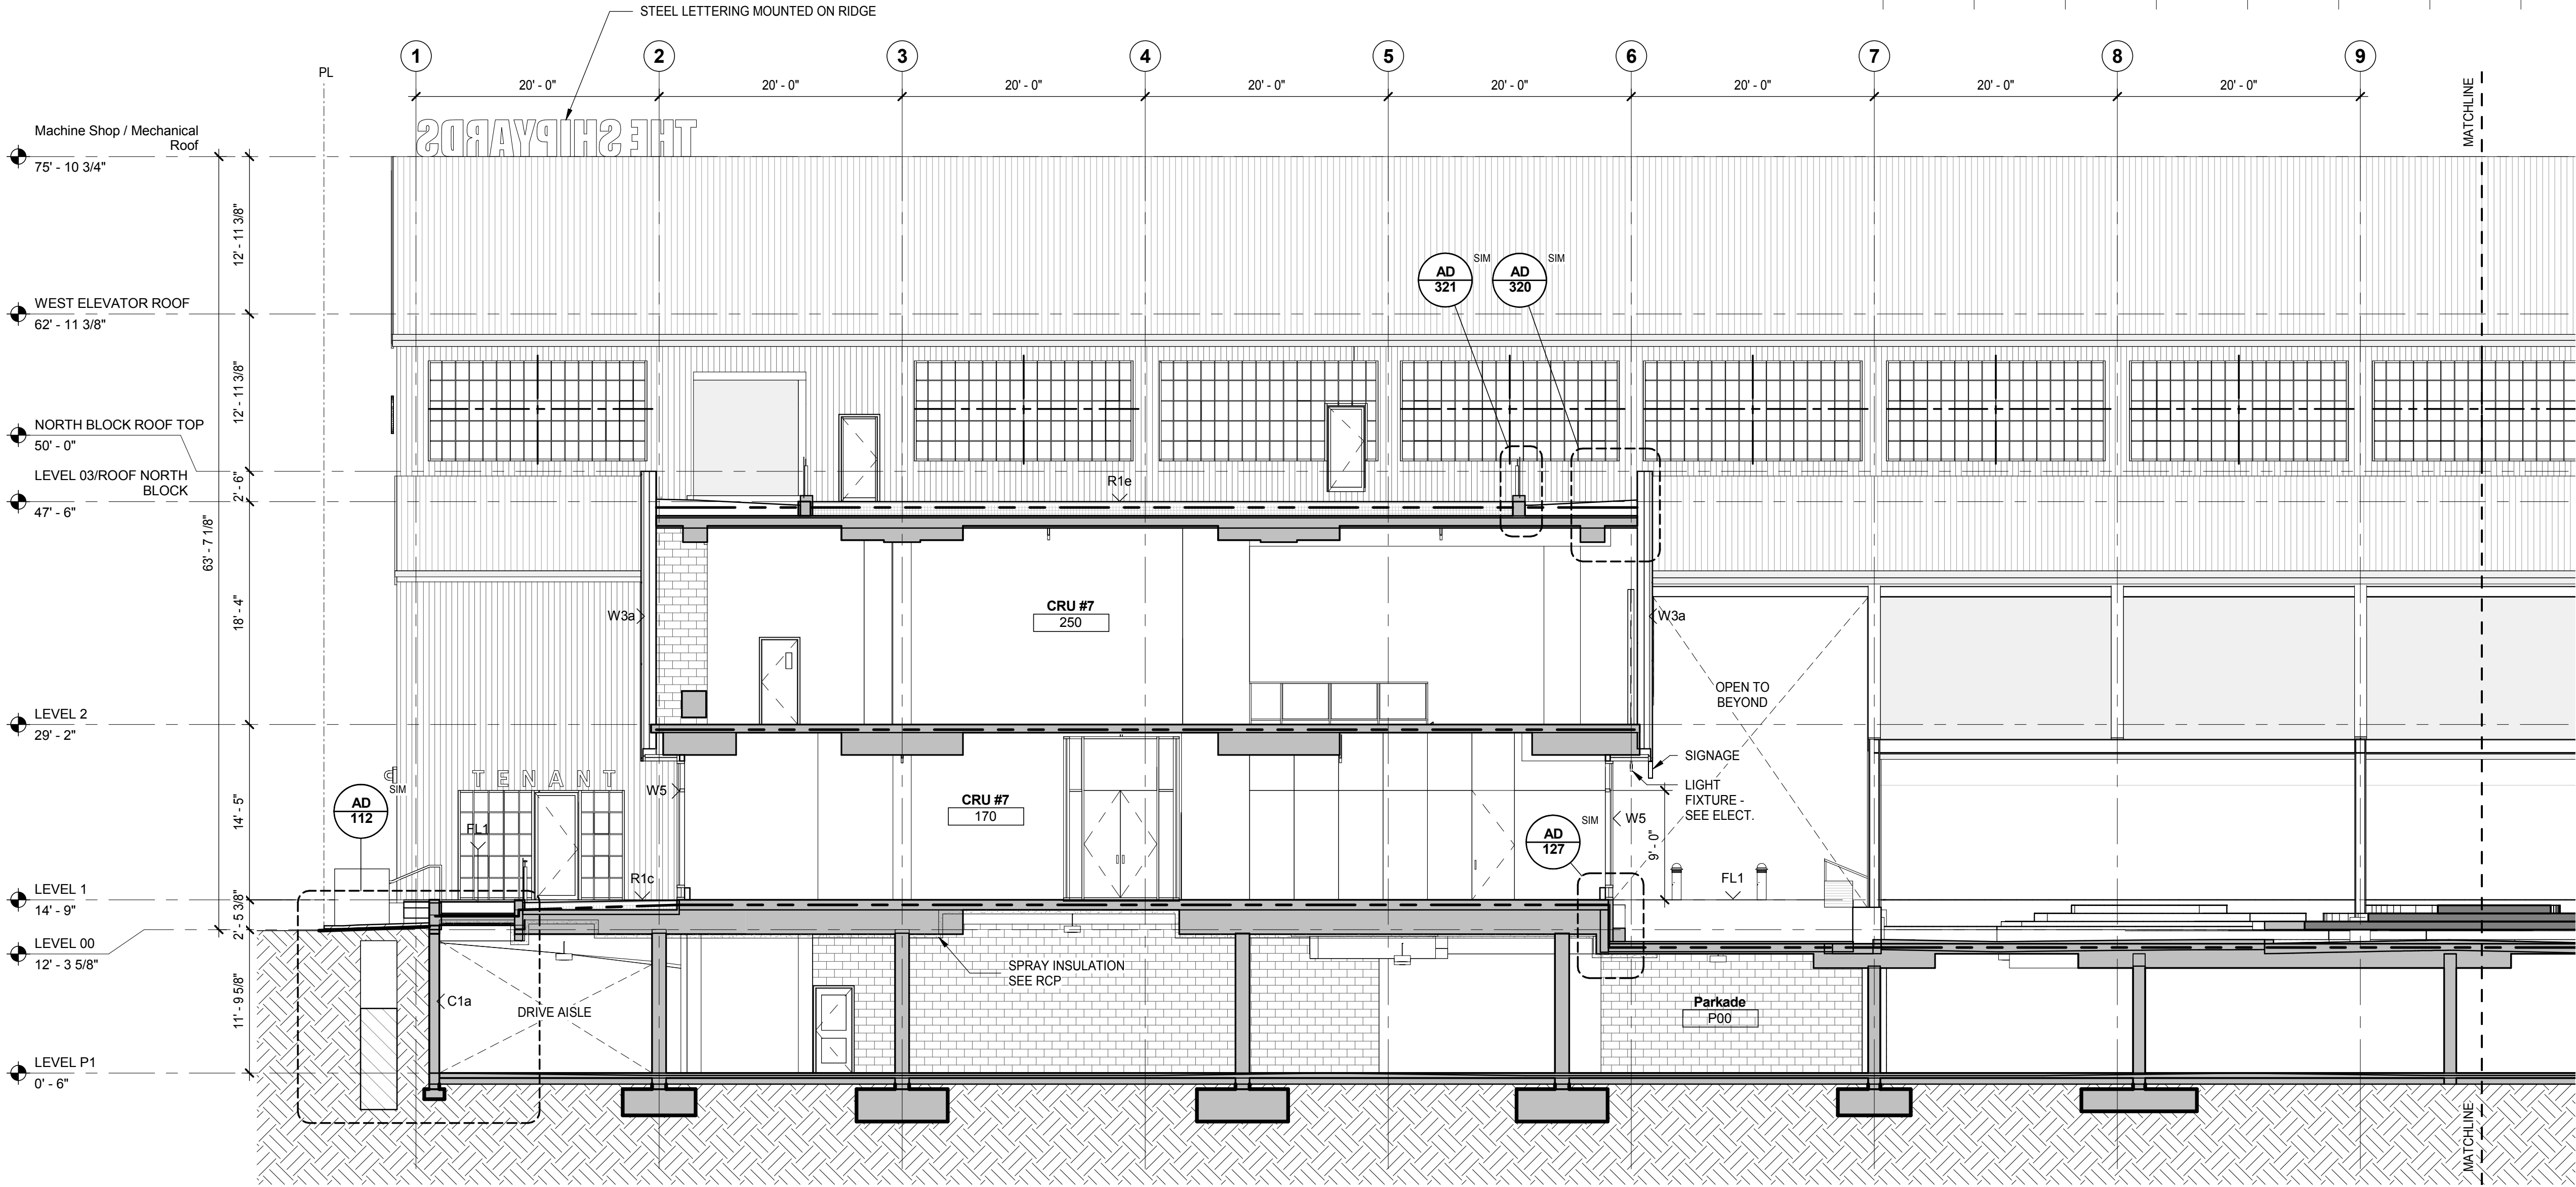 STEEL LETTERING MOUNTED ON RIDGE
PL
1
2
3
4
5
6
7
8
9
20' - 0"
20' - 0"
20' - 0"
20' - 0"
20' - 0"
20' - 0"
20' - 0"
20' - 0"
MATCHLINE
THE SHIPYARDS
Machine Shop / Mechanical
Roof
75' - 10 3/4"
12' - 11 3/8"
WEST ELEVATOR ROOF
62' - 11 3/8"
12' - 11 3/8"
NORTH BLOCK ROOF TOP
50' - 0"
2' - 6"
LEVEL 03/ROOF NORTH
BLOCK
47' - 6"
63' - 7 1/8"
18' - 4"
LEVEL 2
29' - 2"
14' - 5"
LEVEL 1
14' - 9"
2' - 5 3/8"
LEVEL 00
12' - 3 5/8"
11' - 9 5/8"
LEVEL P1
0' - 6"
AD
321
SIM
AD
320
SIM
R1e
W3a
CRU #7
250
W3a
OPEN TO
BEYOND
SIGNAGE
LIGHT
FIXTURE -
SEE ELECT.
TENANT
AD
112
SIM
FL1
W5
CRU #7
170
AD
127
SIM
W5
9' - 0"
R1c
FL1
SPRAY INSULATION
SEE RCP
C1a
DRIVE AISLE
Parkade
P00
MATCHLINE